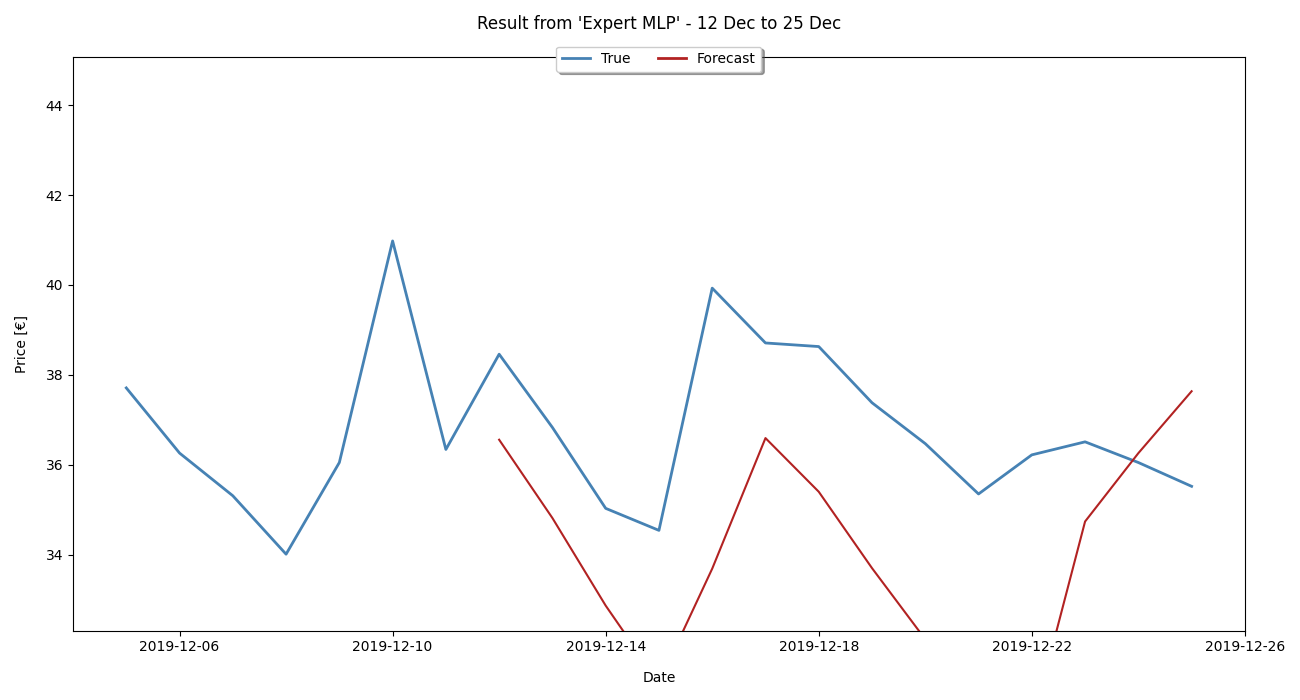 Result from 'Expert MLP' - 12 Dec to 25 Dec
True Forecast
44
42
40
38
36
34
Price [€]
2019-12-06 2019-12-10 2019-12-14 2019-12-18 2019-12-22 2019-12-26
Date